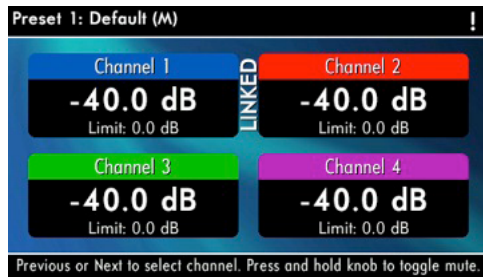 Preset 1: Default (M) !
Channel 1
-40.0 dB
Limit: 0.0 dB
LINKED
Channel 2
-40.0 dB
Limit: 0.0 dB
Channel 3
-40.0 dB
Limit: 0.0 dB
Channel 4
-40.0 dB
Limit: 0.0 dB
Previous or Next to select channel. Press and hold knob to toggle mute.